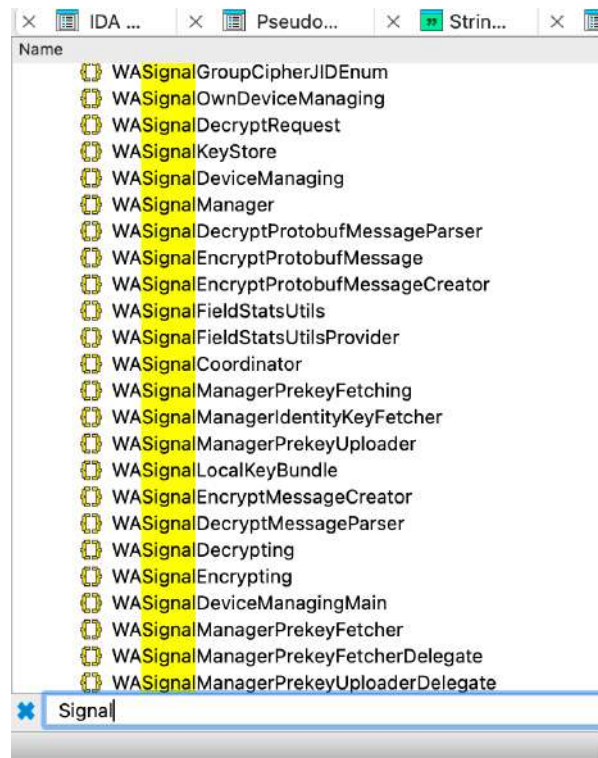 IDA ... Pseudo... Strin...
Name
WASignalGroupCipherJIDEnum
WASignalOwnDeviceManaging
WASignalDecryptRequest
WASignalKeyStore
WASignalDeviceManaging
WASignalManager
WASignalDecryptProtobufMessageParser
WASignalEncryptProtobufMessage
WASignalEncryptProtobufMessageCreator
WASignalFieldStatsUtils
WASignalFieldStatsUtilsProvider
WASignalCoordinator
WASignalManagerPrekeyFetching
WASignalManagerIdentityKeyFetcher
WASignalManagerPrekeyUploader
WASignalLocalKeyBundle
WASignalEncryptMessageCreator
WASignalDecryptMessageParser
WASignalDecrypting
WASignalEncrypting
WASignalDeviceManagingMain
WASignalManagerPrekeyFetcher
WASignalManagerPrekeyFetcherDelegate
WASignalManagerPrekeyUploaderDelegate
Signal